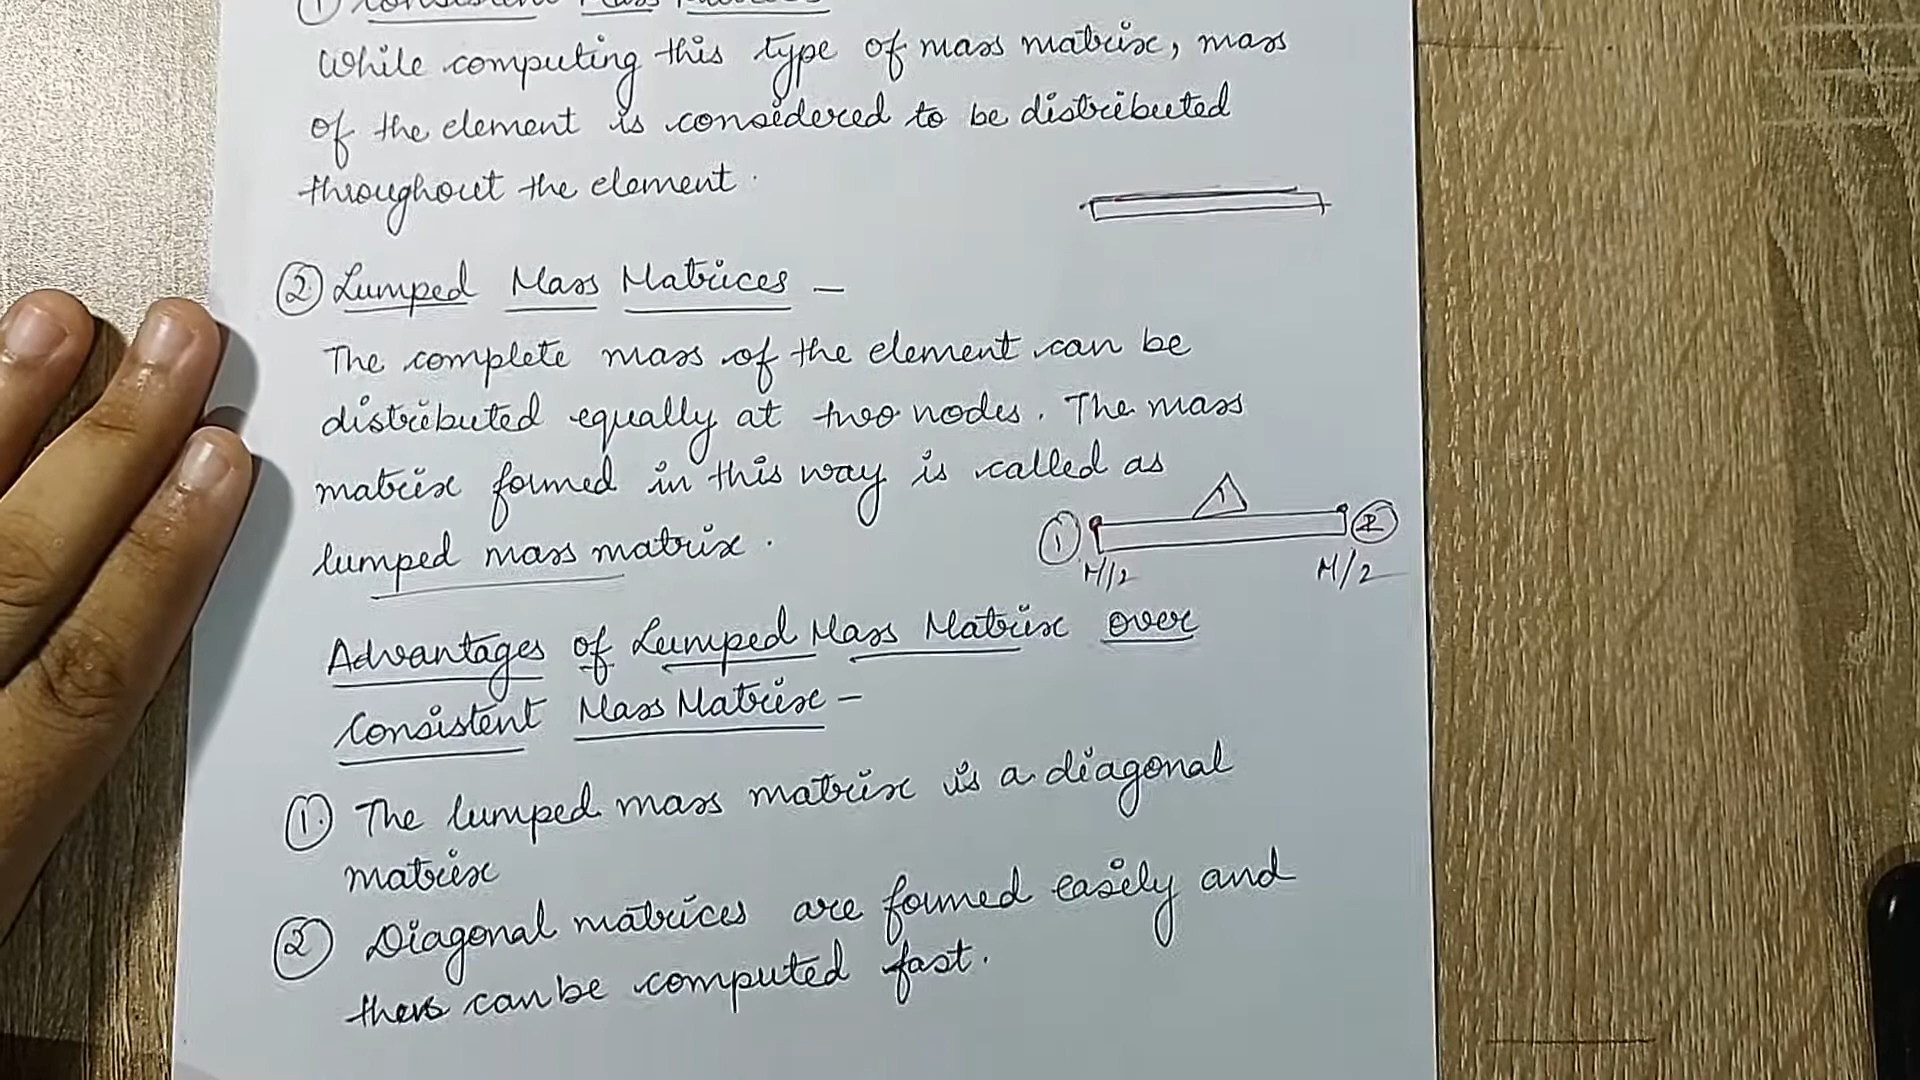 ① Consistent Mass Matrices
While computing this type of mass matrix, mass
of the element is considered to be distributed
throughout the element.
② Lumped Mass Matrices -
The complete mass of the element can be
distributed equally at two nodes. The mass
matrix formed in this way is called as
lumped mass matrix.
1
① ②
M/2 M/2
Advantages of Lumped Mass Matrix over
Consistent Mass Matrix -
① The lumped mass matrix is a diagonal
matrix
② Diagonal matrices are formed easily and
can be computed fast.